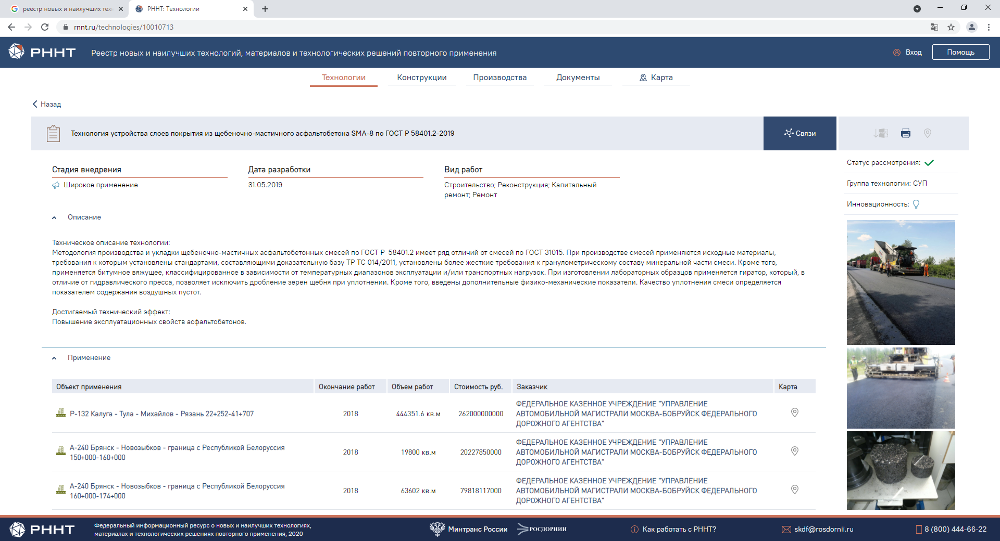 реестр новых и наилучших техн
РННТ: Технологии
rnnt.ru/technologies/10010713
РННТ
Реестр новых и наилучших технологий, материалов и технологических решений повторного применения
Вход
Помощь
Технологии
Конструкции
Производства
Документы
Карта
Назад
Технология устройства слоев покрытия из щебеночно-мастичного асфальтобетона SMA-8 по ГОСТ Р 58401.2-2019
Связи
Стадия внедрения
Дата разработки
Вид работ
Широкое применение
31.05.2019
Строительство; Реконструкция; Капитальный
ремонт; Ремонт
Статус рассмотрения:
Группа технологии: СУП
Инновационность:
Описание
Техническое описание технологии:
Методология производства и укладки щебеночно-мастичных асфальтобетонных смесей по ГОСТ Р 58401.2 имеет ряд отличий от смесей по ГОСТ 31015. При производстве смесей применяются исходные материалы,
требования к которым установлены стандартами, составляющими доказательную базу ТР ТС 014/2011, установлены более жесткие требования к гранулометрическому составу минеральной части смеси. Кроме того,
применяется битумное вяжущее, классифицированное в зависимости от температурных диапазонов эксплуатации и/или транспортных нагрузок. При изготовлении лабораторных образцов применяется гиратор, который, в
отличие от гидравлического пресса, позволяет исключить дробление зерен щебня при уплотнении. Кроме того, введены дополнительные физико-механические показатели. Качество уплотнения смеси определяется
показателем содержания воздушных пустот.
Достигаемый технический эффект:
Повышение эксплуатационных свойств асфальтобетонов.
Применение
Объект применения
Окончание работ
Объем работ
Стоимость руб.
Заказчик
Карта
Р-132 Калуга - Тула - Михайлов - Рязань 22+252-41+707
2018
444351.6 кв.м
262000000000
ФЕДЕРАЛЬНОЕ КАЗЕННОЕ УЧРЕЖДЕНИЕ "УПРАВЛЕНИЕ
АВТОМОБИЛЬНОЙ МАГИСТРАЛИ МОСКВА-БОБРУЙСК ФЕДЕРАЛЬНОГО
ДОРОЖНОГО АГЕНТСТВА"
А-240 Брянск - Новозыбков - граница с Республикой Белоруссия
150+000-160+000
2018
19800 кв.м
20227850000
ФЕДЕРАЛЬНОЕ КАЗЕННОЕ УЧРЕЖДЕНИЕ "УПРАВЛЕНИЕ
АВТОМОБИЛЬНОЙ МАГИСТРАЛИ МОСКВА-БОБРУЙСК ФЕДЕРАЛЬНОГО
ДОРОЖНОГО АГЕНТСТВА"
А-240 Брянск - Новозыбков - граница с Республикой Белоруссия
160+000-174+000
2018
63602 кв.м
79818117000
ФЕДЕРАЛЬНОЕ КАЗЕННОЕ УЧРЕЖДЕНИЕ "УПРАВЛЕНИЕ
АВТОМОБИЛЬНОЙ МАГИСТРАЛИ МОСКВА-БОБРУЙСК ФЕДЕРАЛЬНОГО
ДОРОЖНОГО АГЕНТСТВА"
РННТ
Федеральный информационный ресурс о новых и наилучших технологиях,
материалах и технологических решениях повторного применения, 2020
Минтранс России
РОСДОРНИИ
Как работать с РННТ?
skdf@rosdornii.ru
8 (800) 444-66-22